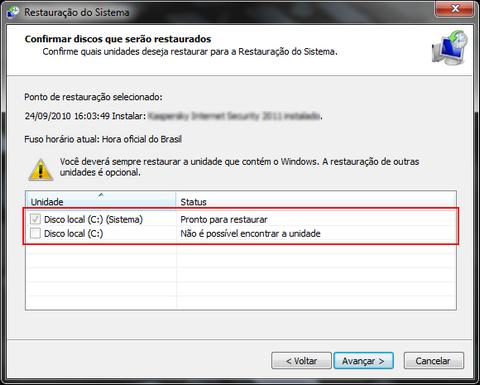 Restauração do Sistema
Confirmar discos que serão restaurados
Confirme quais unidades deseja restaurar para a Restauração do Sistema.
Ponto de restauração selecionado:
24/09/2010 16:03:49 Instalar: Kaspersky Internet Security 2011 instalado.
Fuso horário atual: Hora oficial do Brasil
Você deverá sempre restaurar a unidade que contém o Windows. A restauração de outras
unidades é opcional.
Unidade Status
Disco local (C:) (Sistema) Pronto para restaurar
Disco local (C:) Não é possível encontrar a unidade
< Voltar Avançar > Cancelar